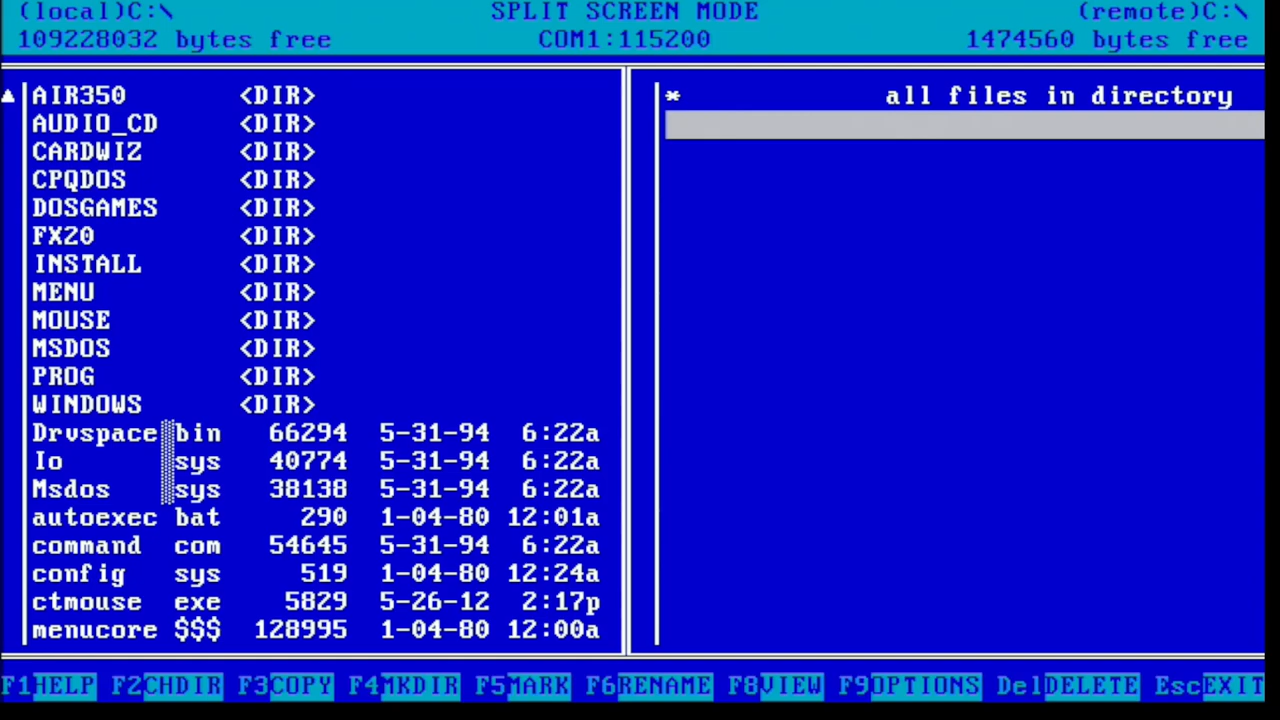 (local)C:\ SPLIT SCREEN MODE (remote)C:\
109228032 bytes free COM1:115200 1474560 bytes free
AIR350 <DIR>
AUDIO_CD <DIR>
CARDWIZ <DIR>
CPQDOS <DIR>
DOSGAMES <DIR>
FX20 <DIR>
INSTALL <DIR>
MENU <DIR>
MOUSE <DIR>
MSDOS <DIR>
PROG <DIR>
WINDOWS <DIR>
Drvspace░bin 66294 5-31-94 6:22a
Io ░sys 40774 5-31-94 6:22a
Msdos ░sys 38138 5-31-94 6:22a
autoexec bat 290 1-04-80 12:01a
command com 54645 5-31-94 6:22a
config sys 519 1-04-80 12:24a
ctmouse exe 5829 5-26-12 2:17p
menucore $$$ 128995 1-04-80 12:00a
* all files in directory
F1HELP F2CHDIR F3COPY F4MKDIR F5MARK F6RENAME F8VIEW F9OPTIONS DelDELETE EscEXIT